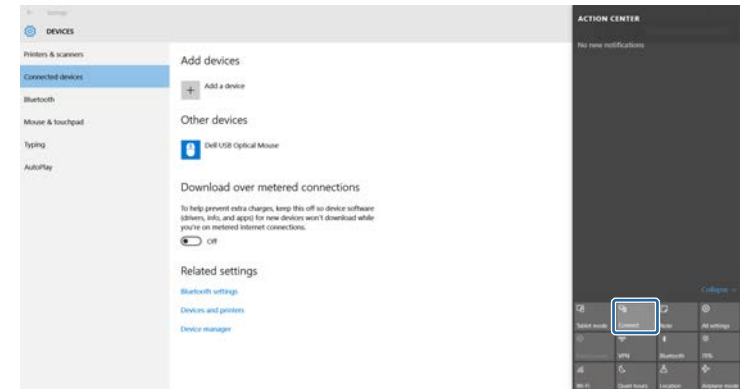 Settings
DEVICES
Printers & scanners
Connected devices
Bluetooth
Mouse & touchpad
Typing
AutoPlay
Add devices
Add a device
Other devices
Dell USB Optical Mouse
Download over metered connections
To help prevent extra charges, keep this off so device software
(drivers, info, and apps) for new devices won't download while
you're on metered Internet connections.
Off
Related settings
Bluetooth settings
Devices and printers
Device manager
ACTION CENTER
No new notifications
Collapse
Tablet mode Connect Note All settings
VPN Bluetooth
Wi-Fi Quiet hours Location Airplane mode